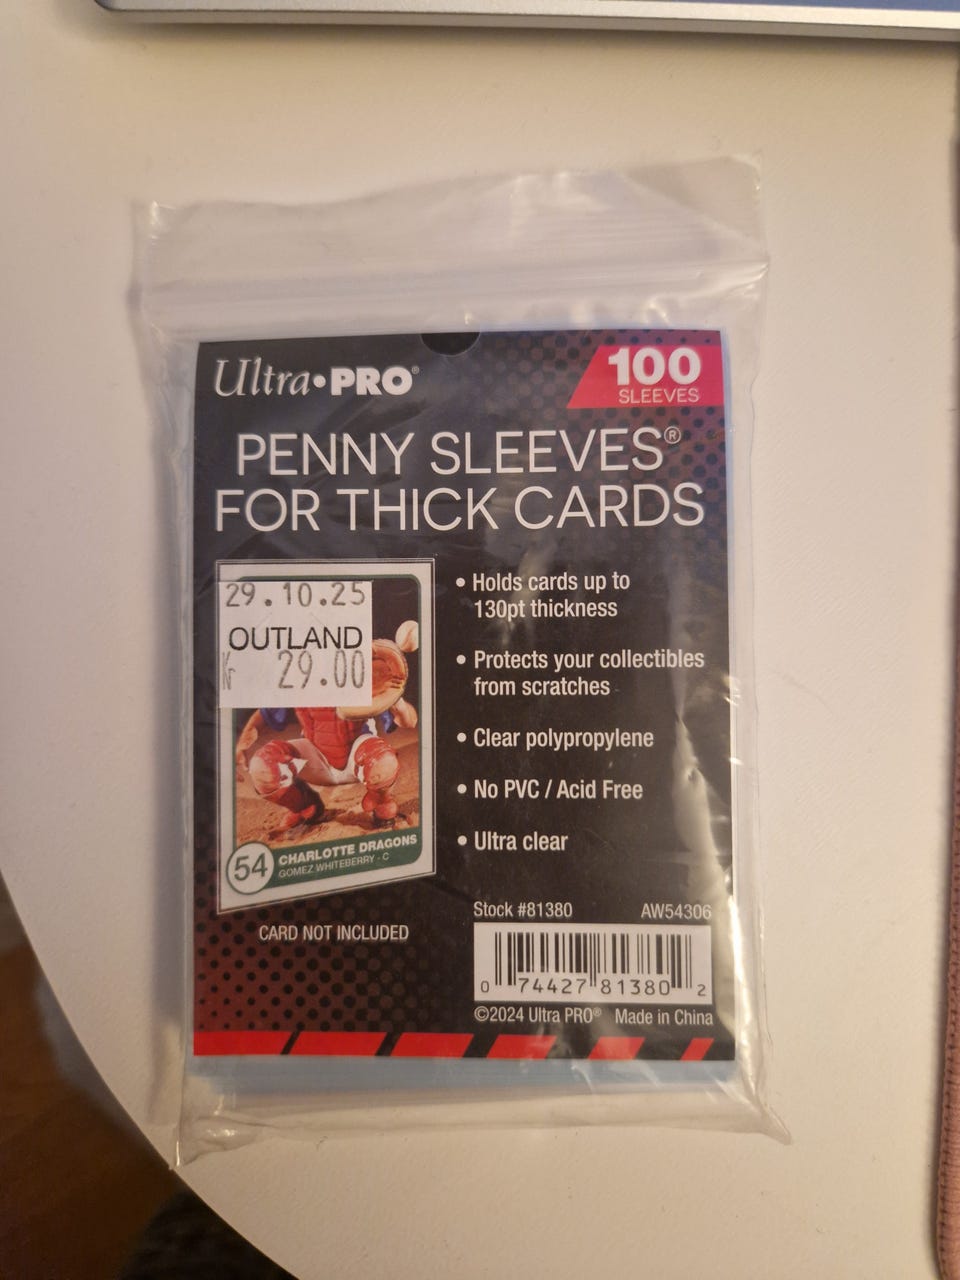 Ultra•PRO®
100
SLEEVES
PENNY SLEEVES®
FOR THICK CARDS
29.10.25
OUTLAND
Kr 29.00
54
CHARLOTTE DRAGONS
GOMEZ WHITEBERRY - C
CARD NOT INCLUDED
• Holds cards up to
130pt thickness
• Protects your collectibles
from scratches
• Clear polypropylene
• No PVC / Acid Free
• Ultra clear
Stock #81380 AW54306
0 74427 81380 2
©2024 Ultra PRO® Made in China